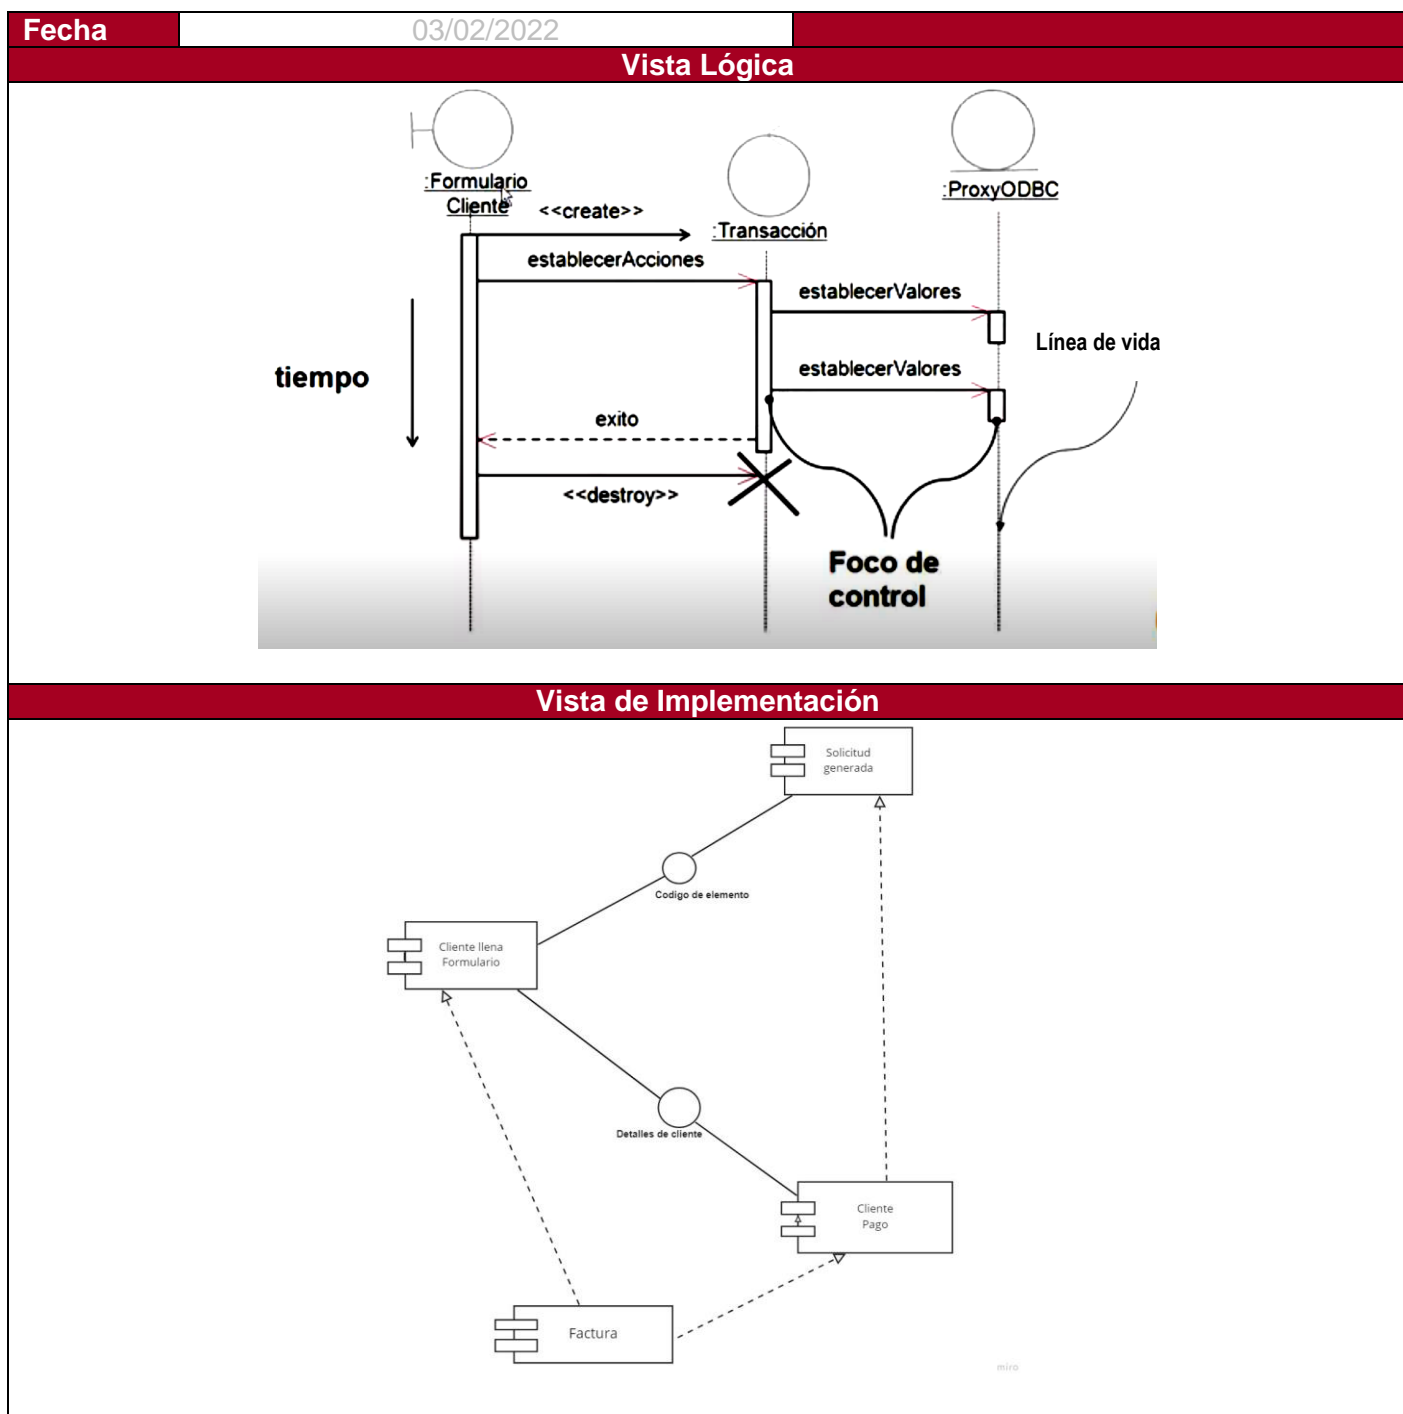 Fecha
03/02/2022
Vista Lógica
:Formulario
Cliente
<<create>>
:Transacción
:ProxyODBC
establecerAcciones
establecerValores
Línea de vida
tiempo
establecerValores
exito
<<destroy>>
Foco de
control
Vista de Implementación
Solicitud
generada
Codigo de elemento
Cliente llena
Formulario
Detalles de cliente
Cliente
Pago
Factura
miro